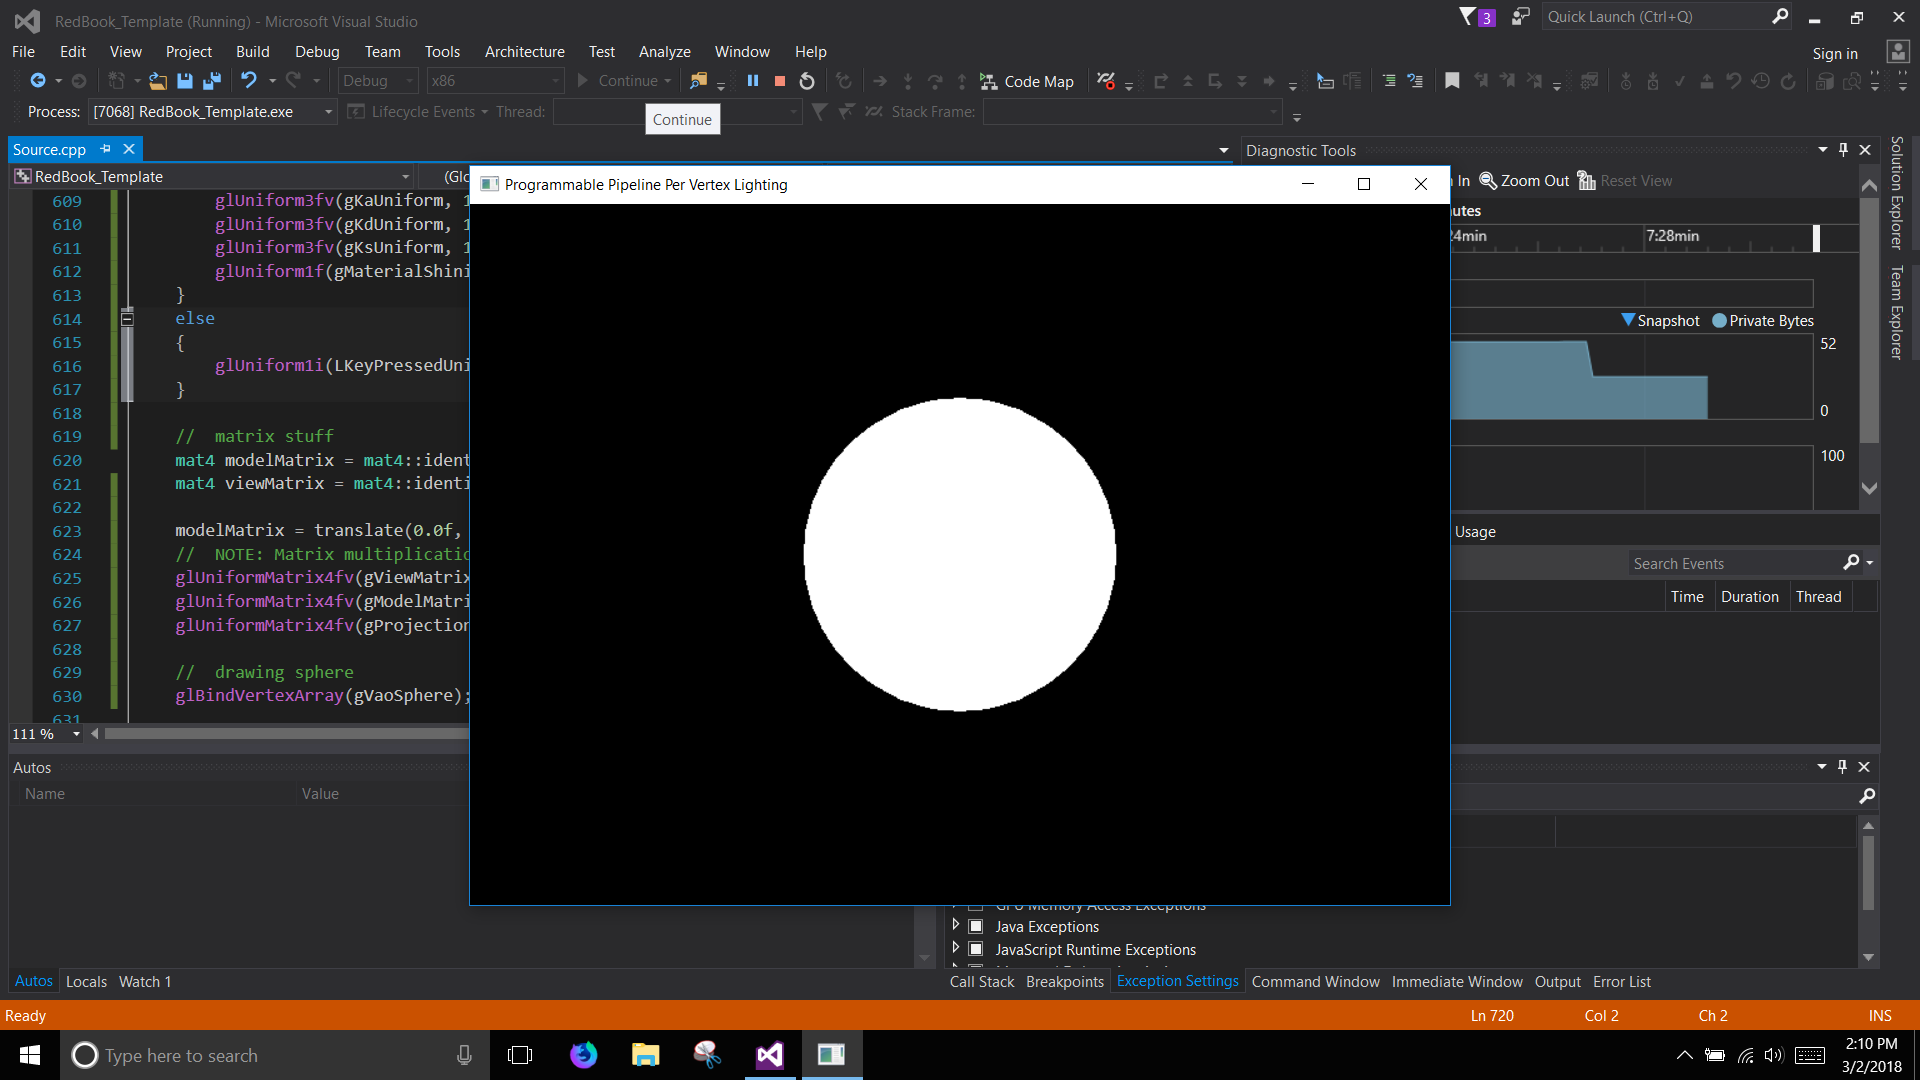 RedBook_Template (Running) - Microsoft Visual Studio
3
Quick Launch (Ctrl+Q)
File Edit View Project Build Debug Team Tools Architecture Test Analyze Window Help
Sign in
Debug x86 Continue Code Map
Process: [7068] RedBook_Template.exe Lifecycle Events Thread: Stack Frame:
Continue
Source.cpp
Diagnostic Tools
RedBook_Template
Programmable Pipeline Per Vertex Lighting
In Zoom Out Reset View
609 glUniform3fv(gKaUniform, 1
610 glUniform3fv(gKdUniform, 1
611 glUniform3fv(gKsUniform, 1
612 glUniform1f(gMaterialShini
613 }
614 else
615 {
616 glUniform1i(LKeyPressedUni
617 }
618
619 // matrix stuff
620 mat4 modelMatrix = mat4::ident
621 mat4 viewMatrix = mat4::identi
622
623 modelMatrix = translate(0.0f,
624 // NOTE: Matrix multiplicatio
625 glUniformMatrix4fv(gViewMatrix
626 glUniformMatrix4fv(gModelMatri
627 glUniformMatrix4fv(gProjection
628
629 // drawing sphere
630 glBindVertexArray(gVaoSphere);
631
111 %
utes
24min 7:28min
Snapshot Private Bytes
52
0
100
Usage
Search Events
Time Duration Thread
Solution Explorer
Team Explorer
Autos
Name Value
GPU Memory Access Exceptions
Java Exceptions
JavaScript Runtime Exceptions
Autos Locals Watch 1
Call Stack Breakpoints Exception Settings Command Window Immediate Window Output Error List
Ready Ln 720 Col 2 Ch 2 INS
Type here to search
2:10 PM
3/2/2018